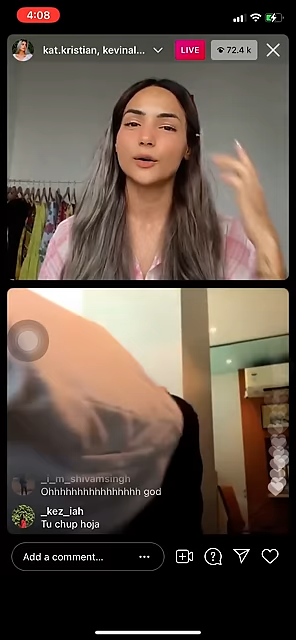 4:08
kat.kristian, kevinal...
LIVE
72.4 k
_i_m_shivamsingh
Ohhhhhhhhhhhhhhhh god
_kez_iah
Tu chup hoja
Add a comment...